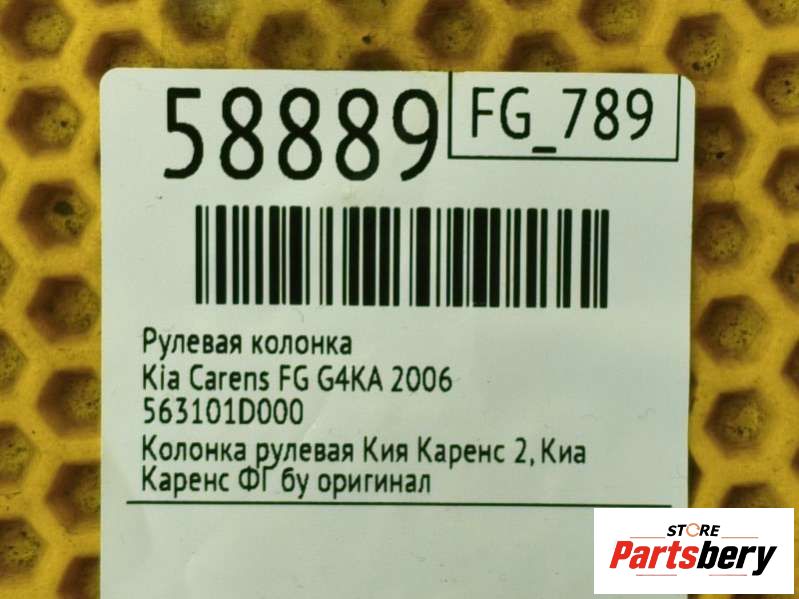 58889
FG_789
Рулевая колонка
Kia Carens FG G4KA 2006
563101D000
Колонка рулевая Кия Каренс 2, Киа
Каренс ФГ бу оригинал
STORE
Partsbery